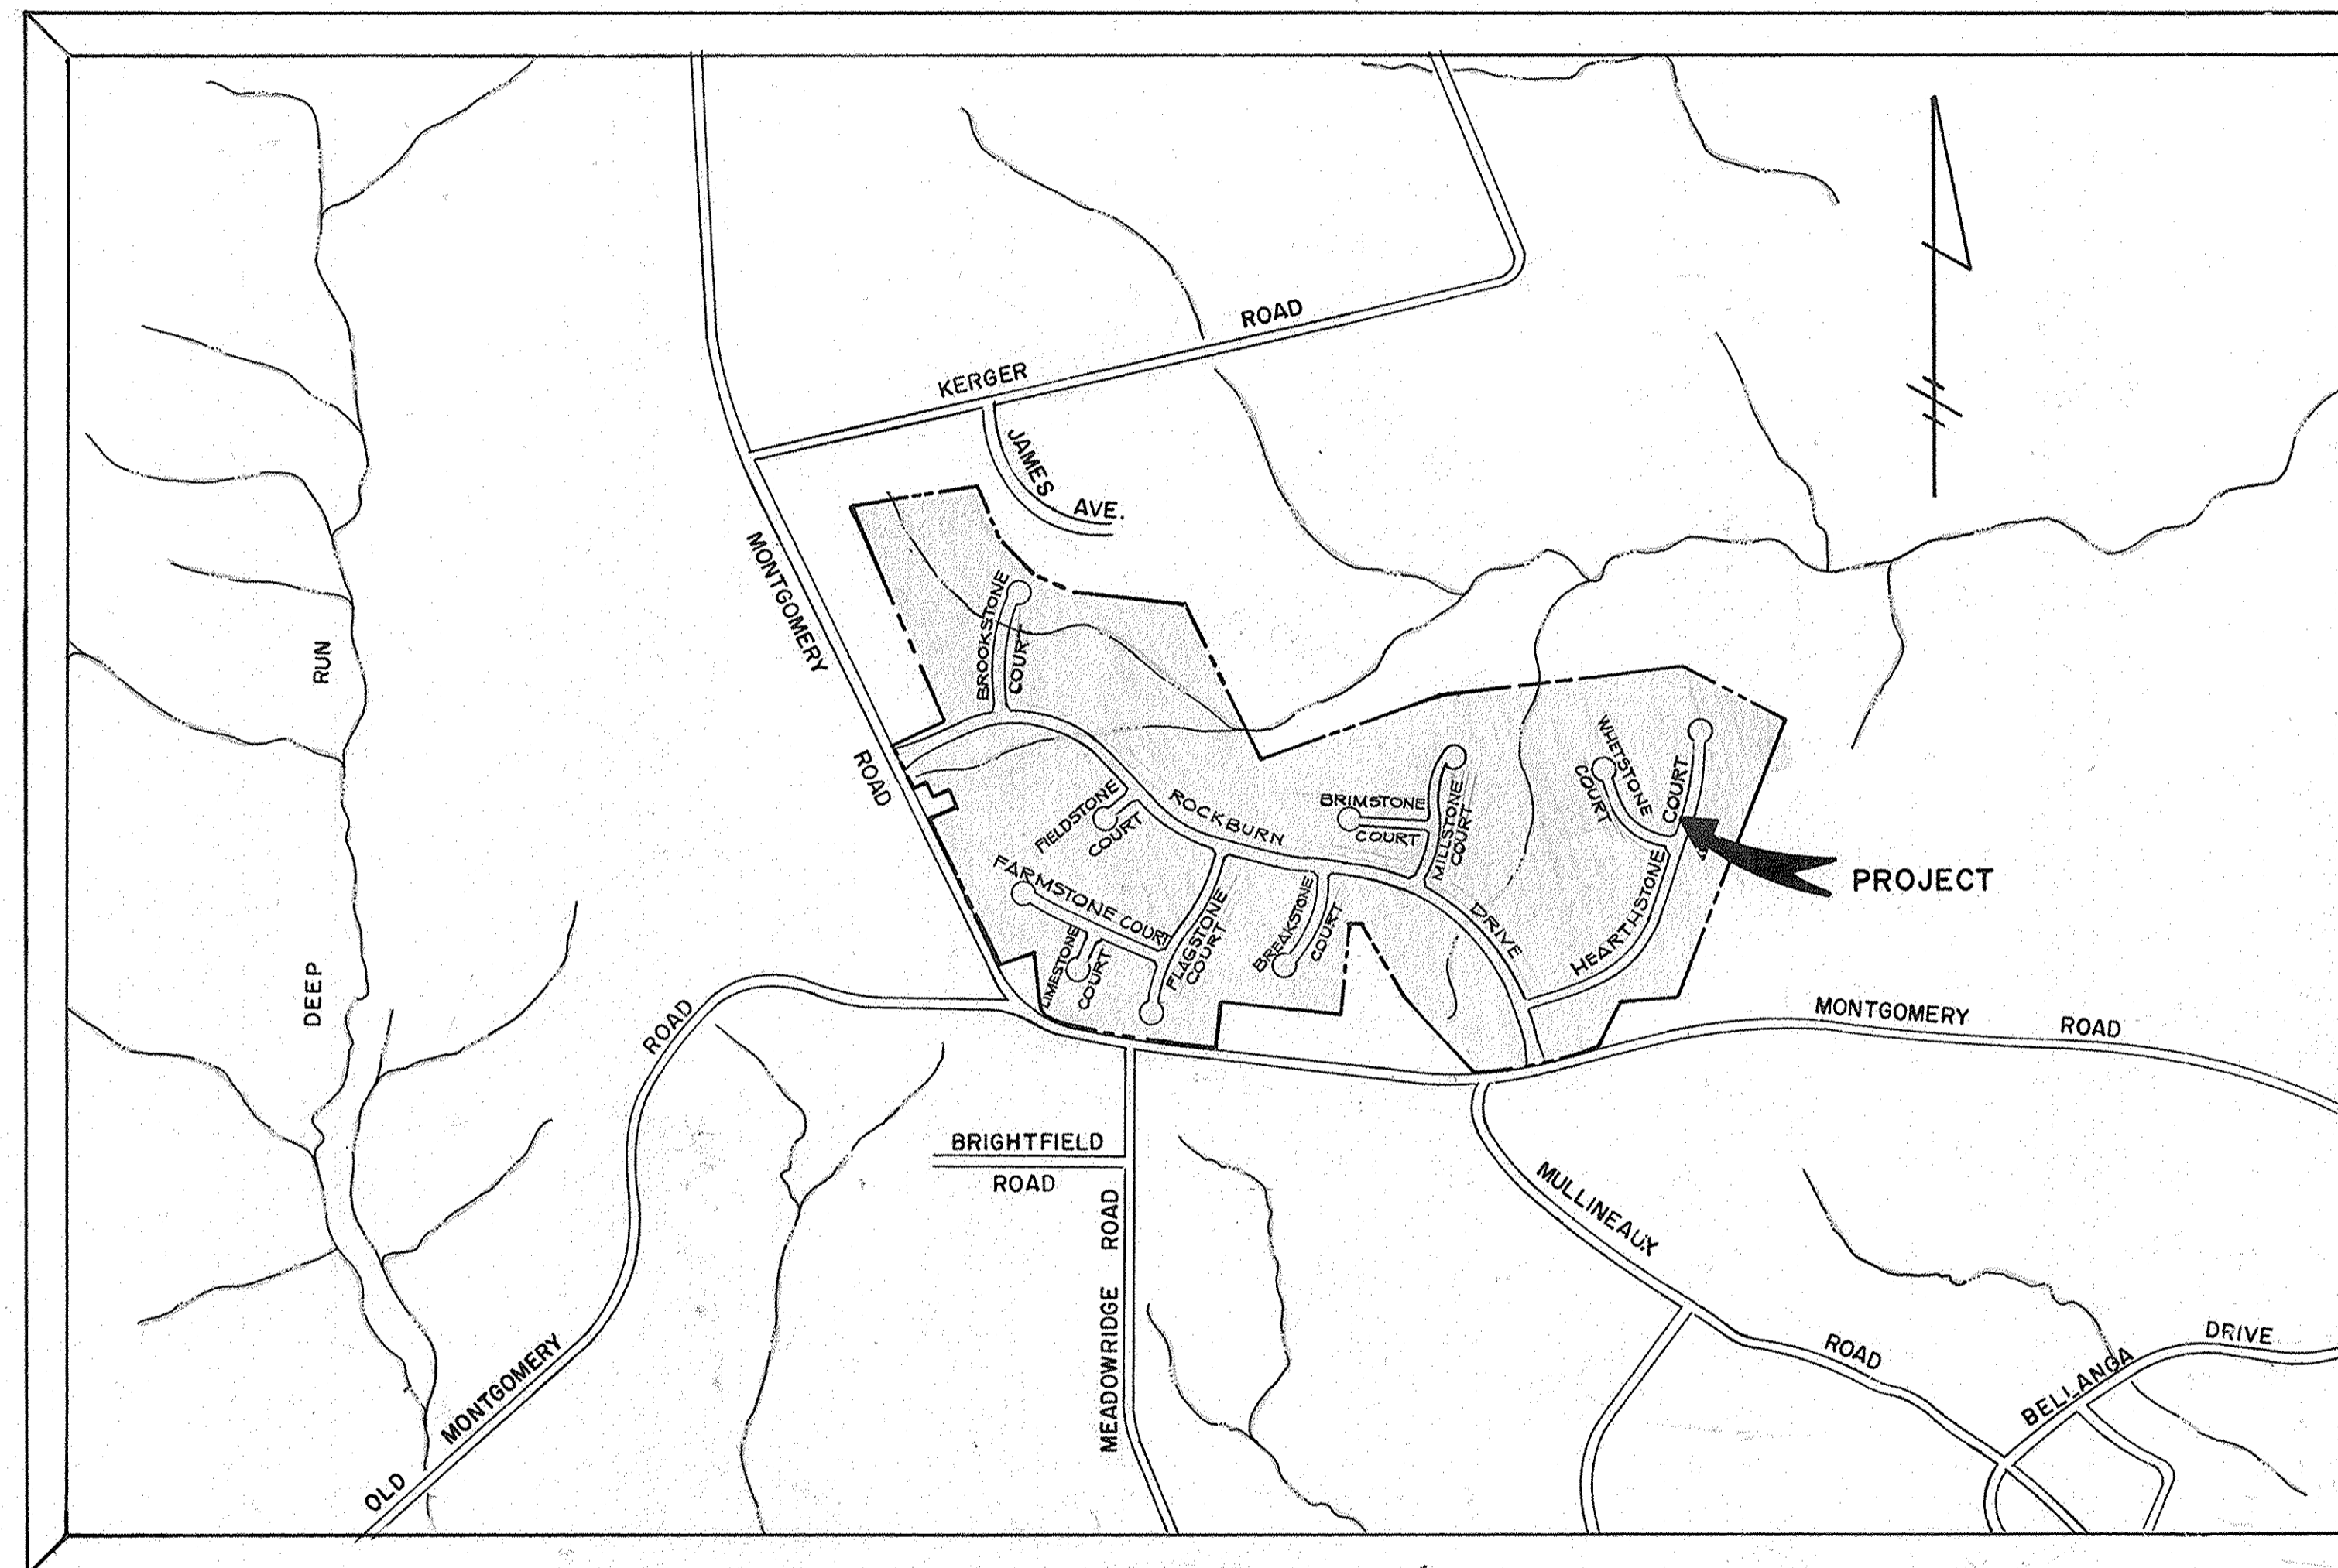 KERGER ROAD
JAMES AVE.
MONTGOMERY ROAD
BROOKSTONE
COURT
RUN
DEEP
FIELDSTONE
COURT
ROCKBURN DRIVE
BRIMSTONE
COURT
MILLSTONE
COURT
WHETSTONE
COURT
HEARTHSTONE COURT
PROJECT
FARMSTONE COURT
LIMESTONE
COURT
FLAGSTONE
COURT
BREAKSTONE
COURT
MONTGOMERY ROAD
OLD MONTGOMERY ROAD
BRIGHTFIELD
ROAD
MEADOWRIDGE ROAD
MULLINEAUX ROAD
BELLANGA DRIVE